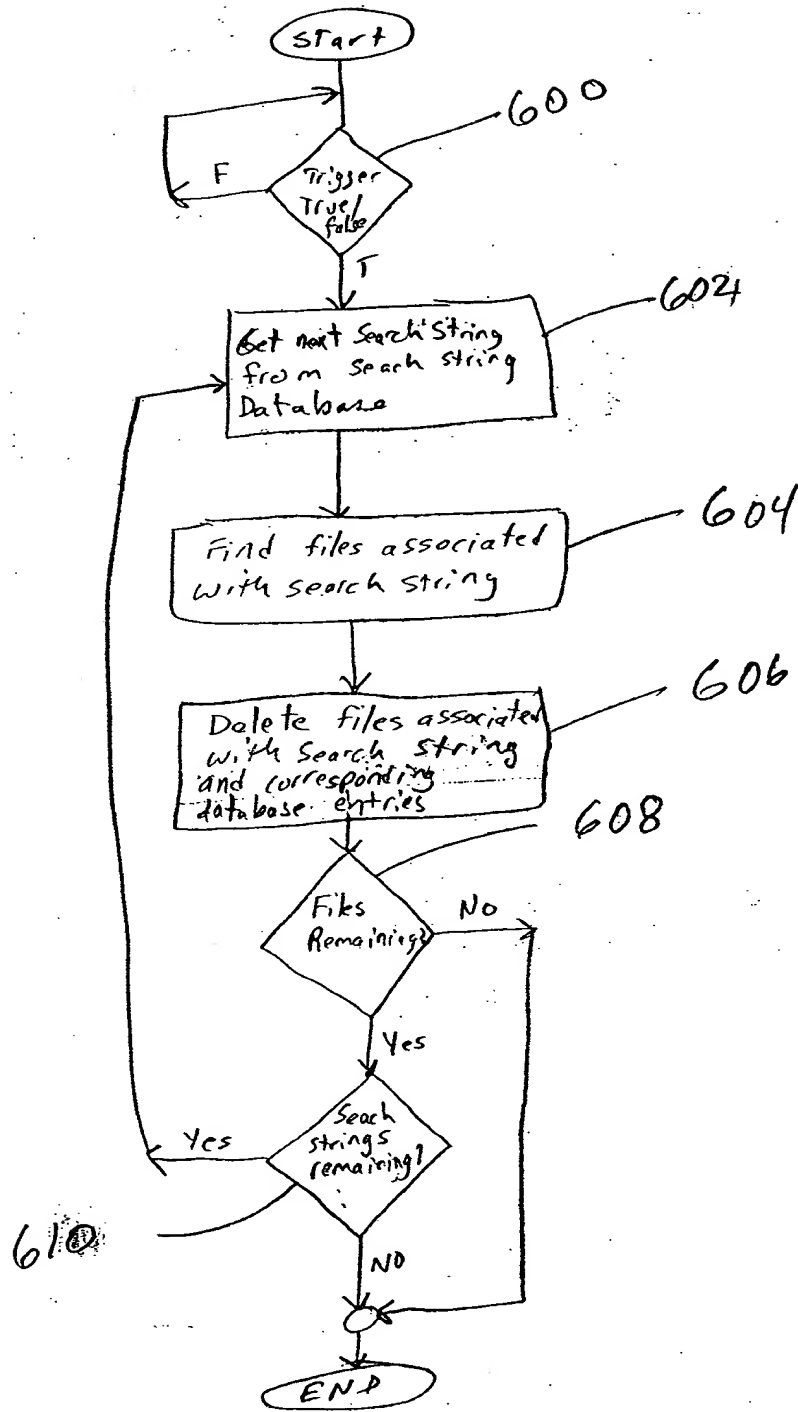 START
600
F
Trigger
True/
false
T
602
Get next Search String
from Search string
Database
604
Find files associated
with search string
606
Delete files associated
with Search string
and corresponding
database entries
608
Files
Remaining?
NO
Yes
Seach
strings
remaining?
Yes
610
NO
END